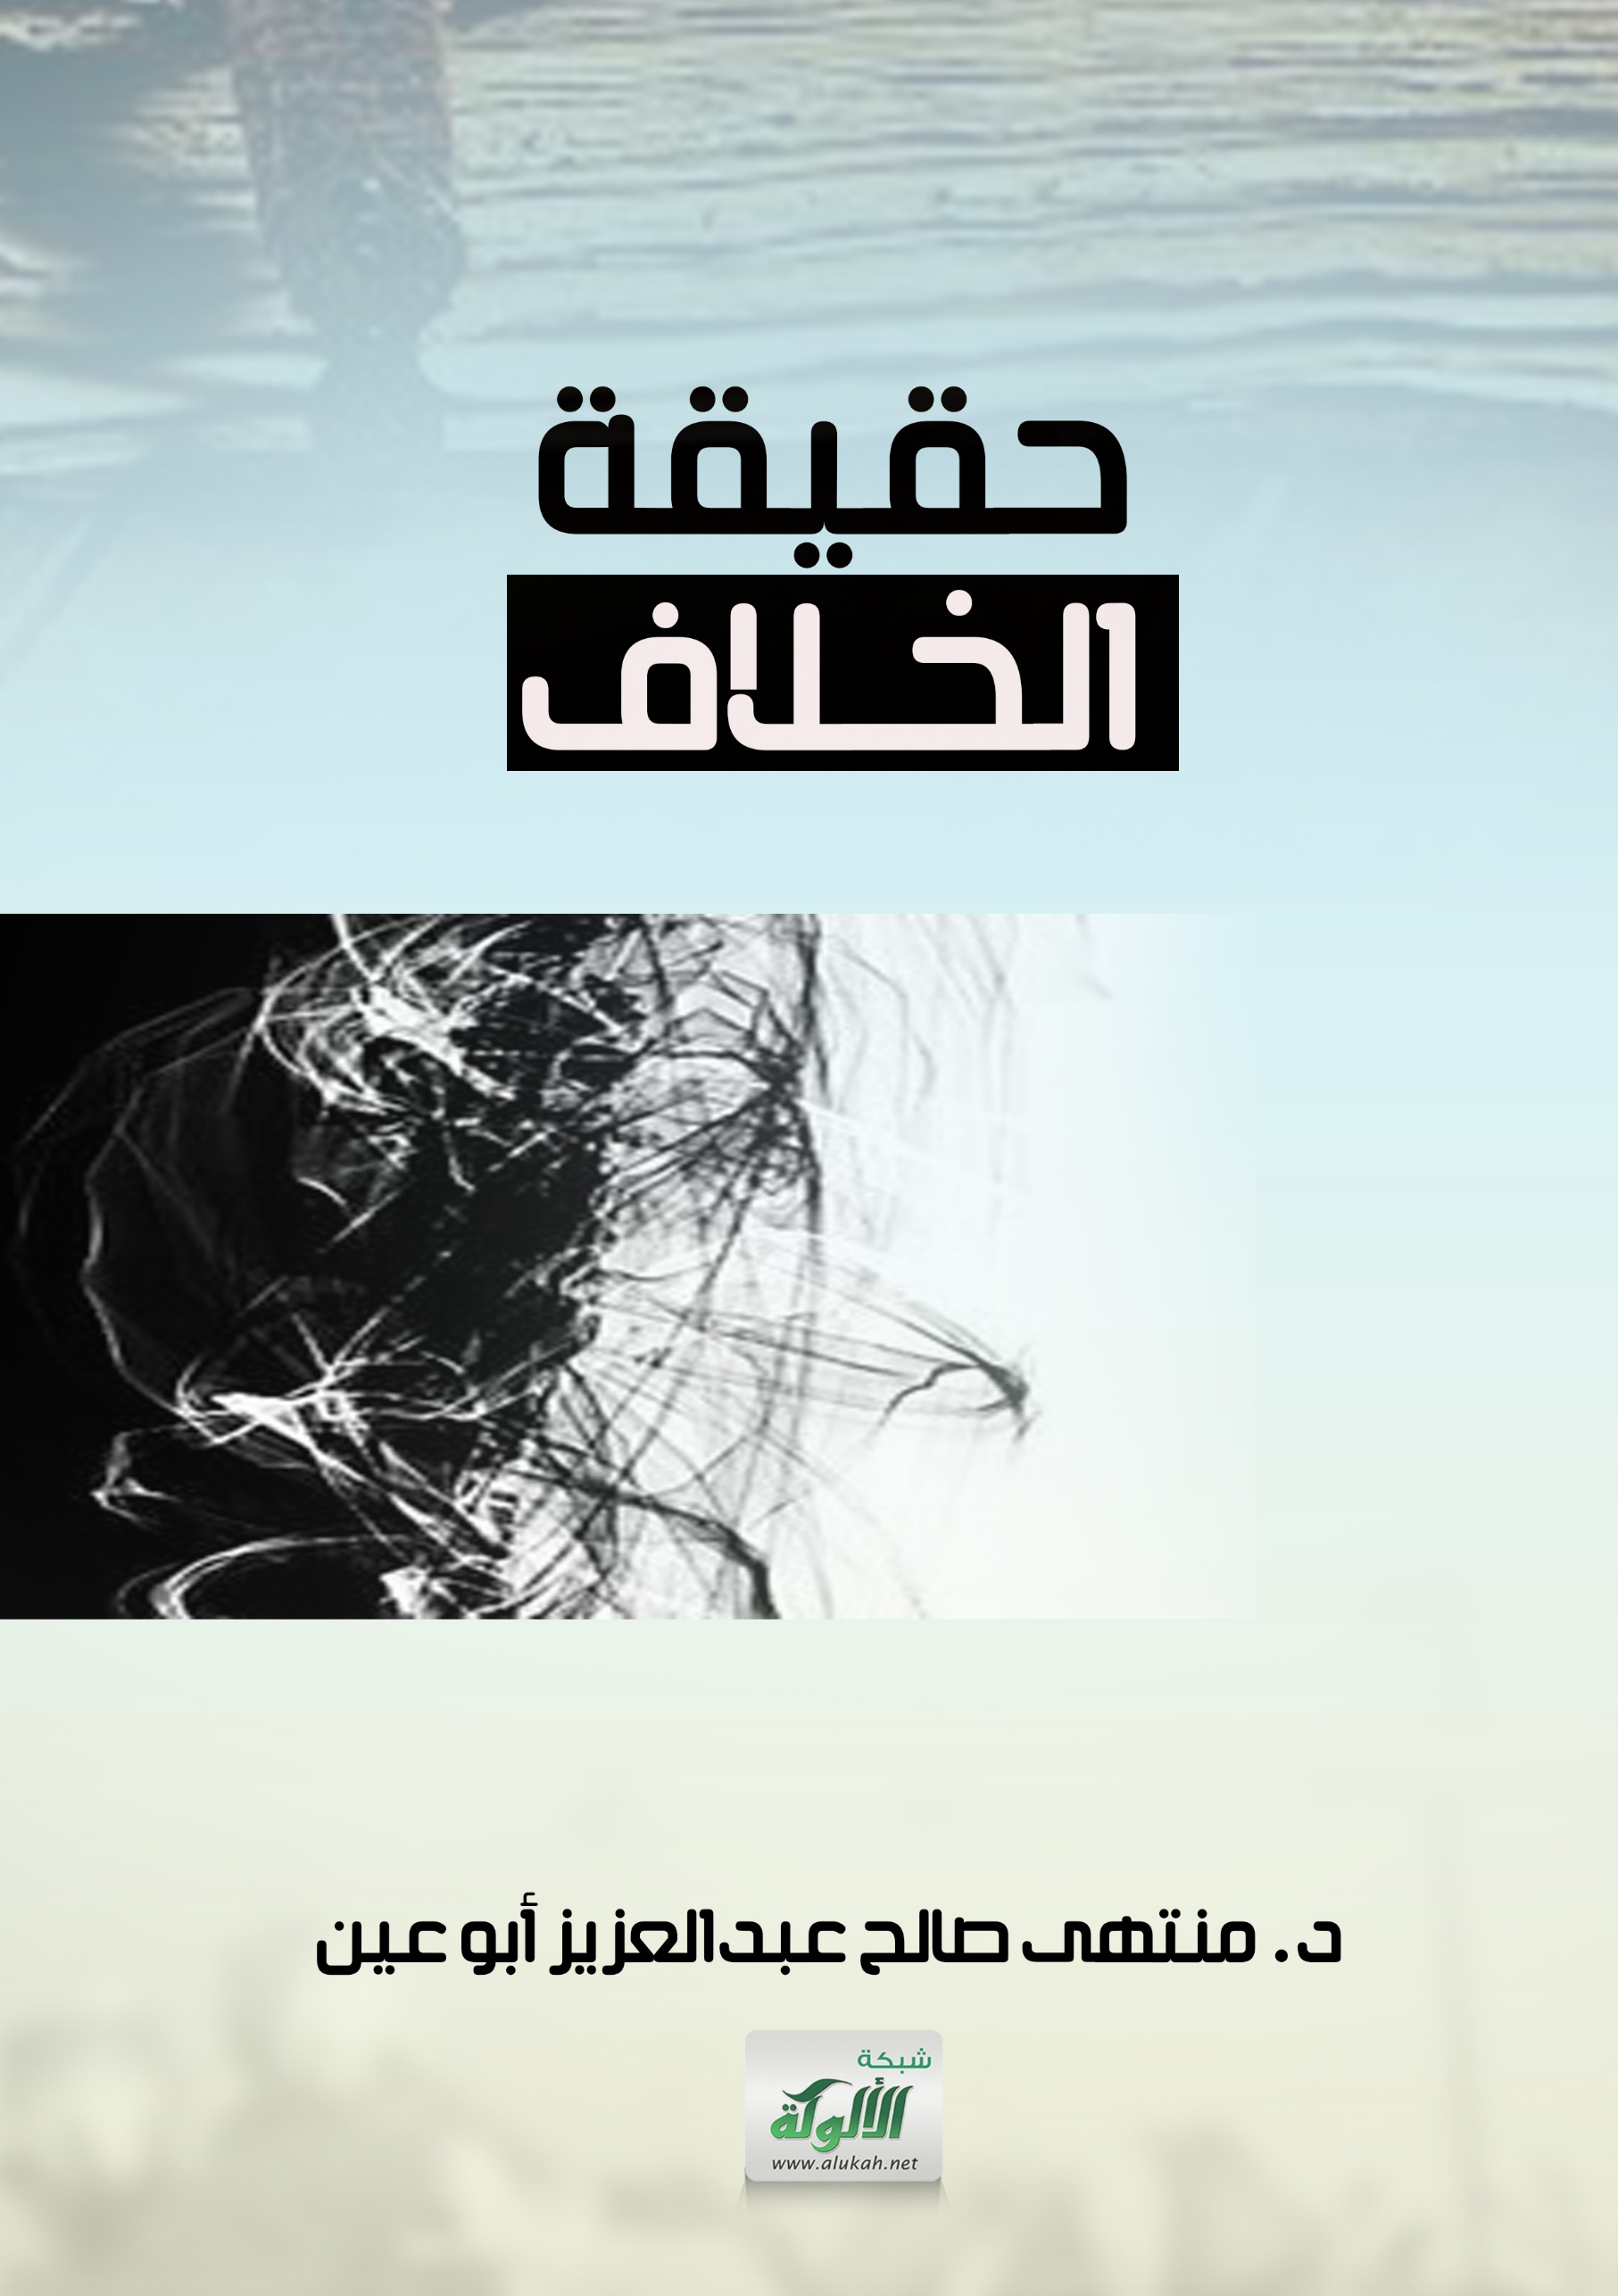 حقيقة
الخلاف
د. منتهى صالح عبدالعزيز أبو عين
شبكة
الألوكة
www.alukah.net